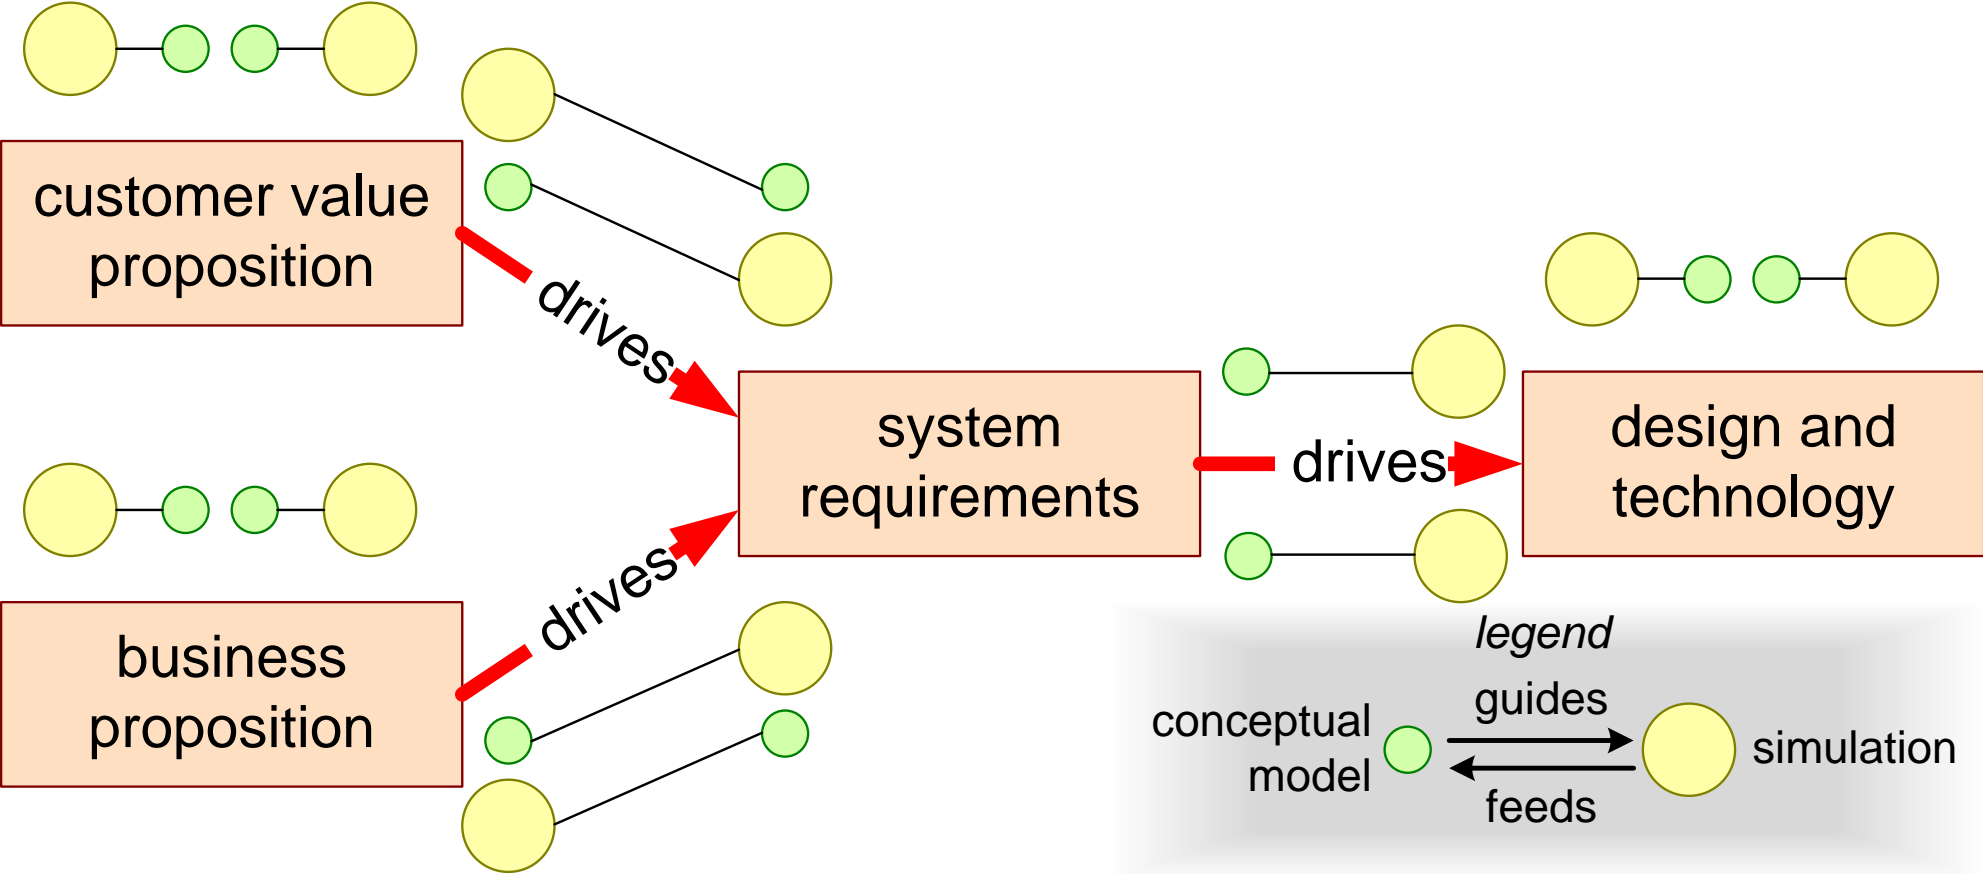 customer value
proposition
drives
system
requirements
drives
design and
technology
business
proposition
drives
legend
guides
conceptual
model
simulation
feeds